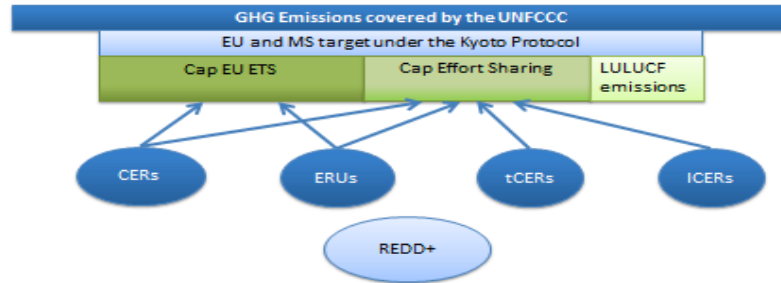 GHG Emissions covered by the UNFCCC
EU and MS target under the Kyoto Protocol
Cap EU ETS
Cap Effort Sharing
LULUCF
emissions
CERs
ERUs
tCERs
lCERs
REDD+